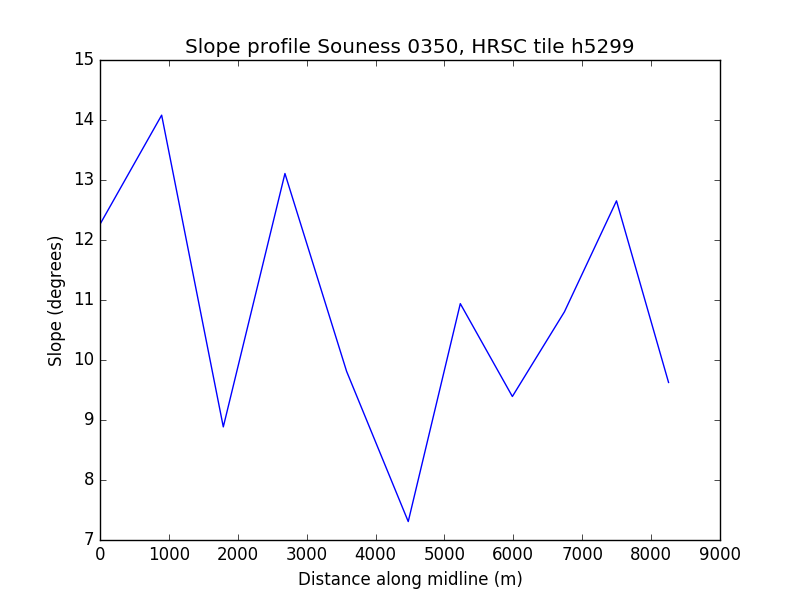 Slope profile Souness 0350, HRSC tile h5299
15
14
13
12
11
10
9
8
7
Slope (degrees)
0 1000 2000 3000 4000 5000 6000 7000 8000 9000
Distance along midline (m)